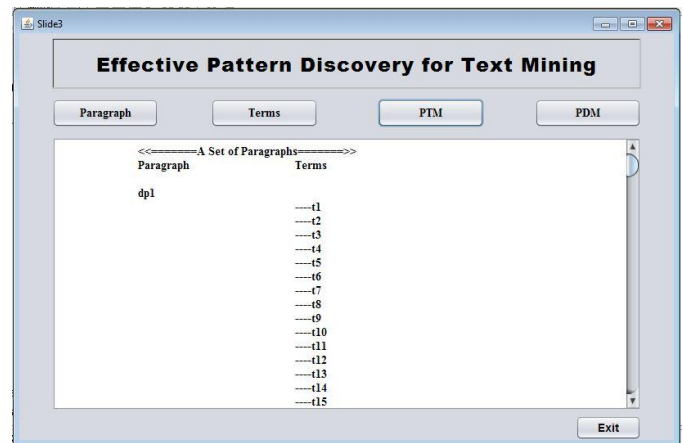 Slide3
Effective Pattern Discovery for Text Mining
Paragraph Terms PTM PDM
<<=======A Set of Paragraphs=======>>
Paragraph Terms
dp1
----t1
----t2
----t3
----t4
----t5
----t6
----t7
----t8
----t9
----t10
----t11
----t12
----t13
----t14
----t15
Exit